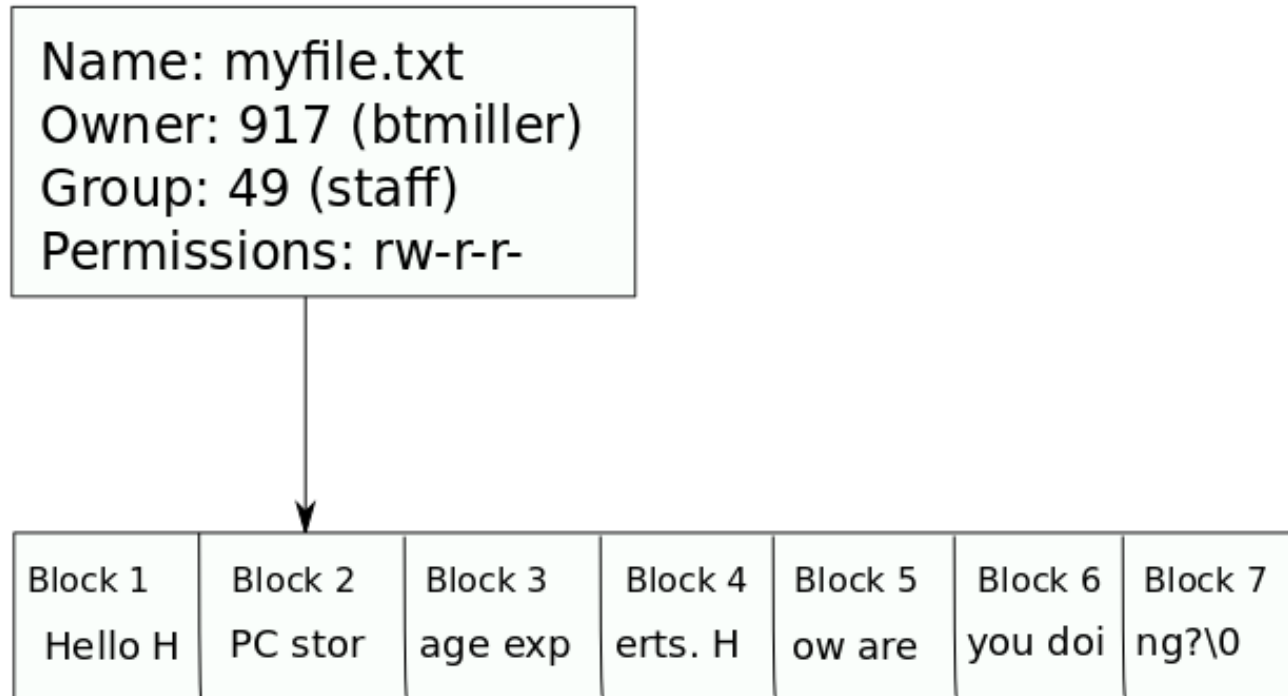 Name: myfile.txt
Owner: 917 (btmiller)
Group: 49 (staff)
Permissions: rw-r-r-
Block 1 Block 2 Block 3 Block 4 Block 5 Block 6 Block 7
Hello H PC stor age exp erts. H ow are you doi ng?\0